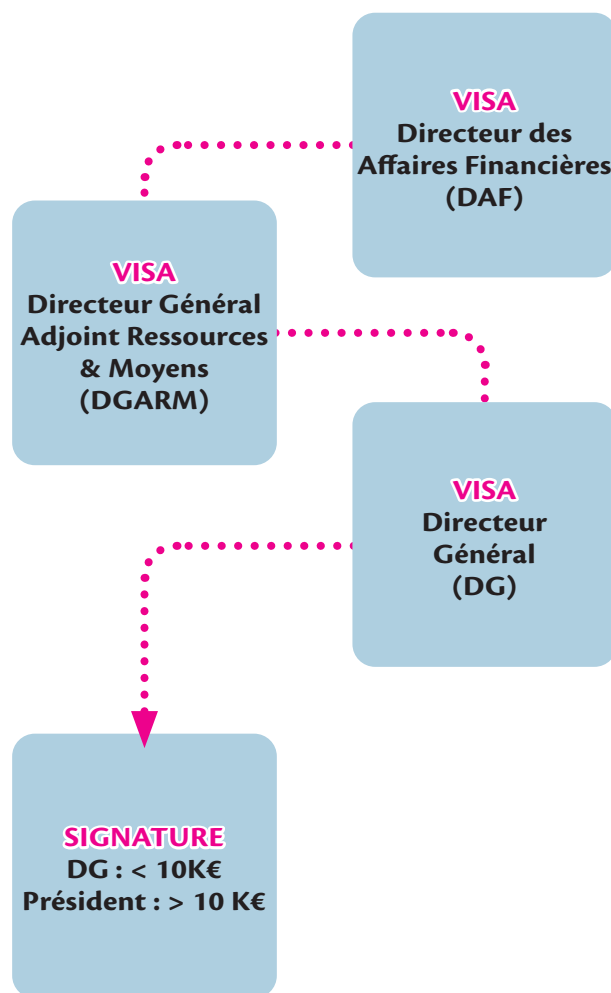 VISA
Directeur des
Affaires Financières
(DAF)
VISA
Directeur Général
Adjoint Ressources
& Moyens
(DGARM)
VISA
Directeur
Général
(DG)
SIGNATURE
DG : < 10K€
Président : > 10 K€